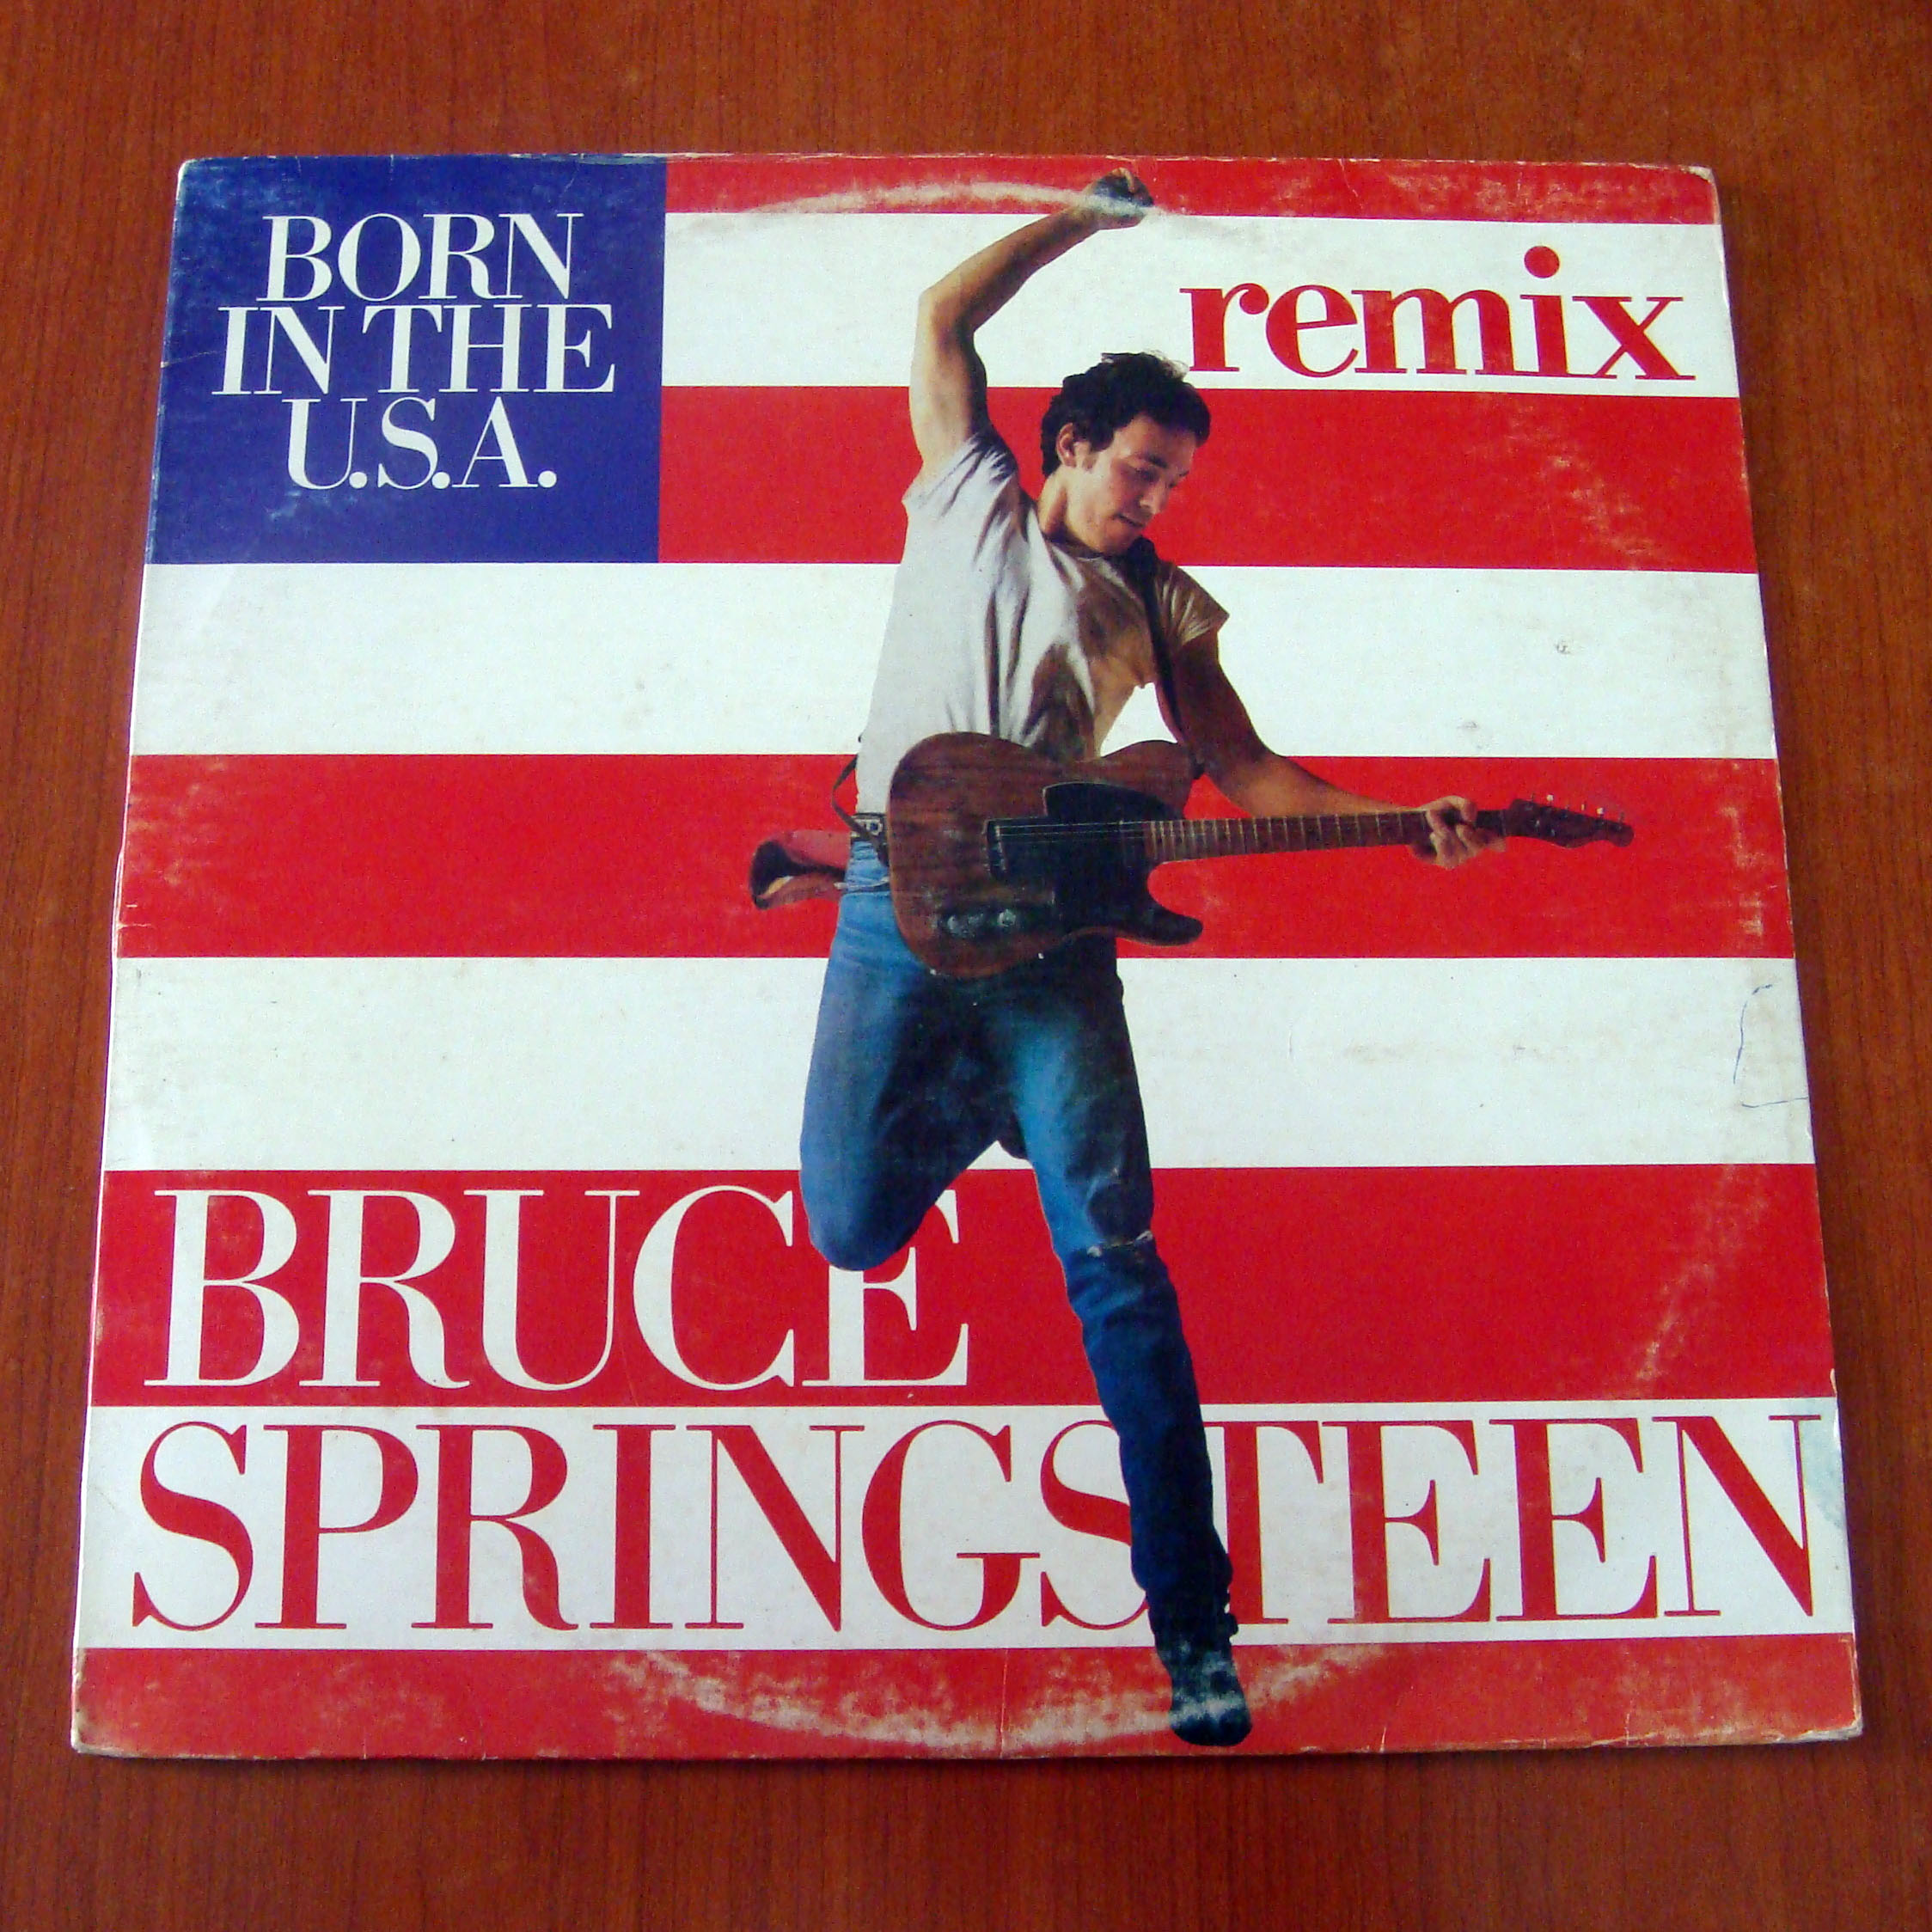 BORN
IN THE
U.S.A.
remix
BRUCE
SPRINGSTEEN